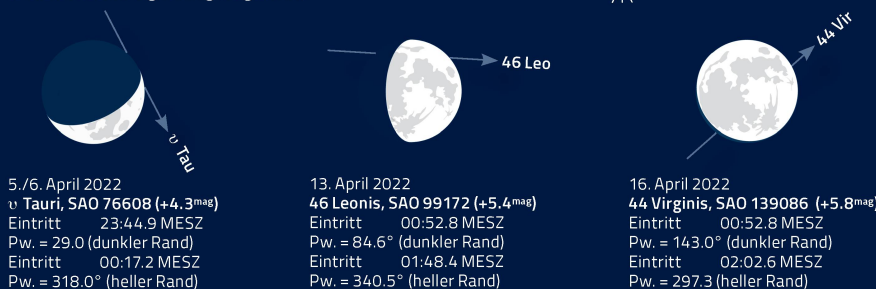 υ Tau
46 Leo
44 Vir
5./6. April 2022
υ Tauri, SAO 76608 (+4.3mag)
Eintritt 23:44.9 MESZ
Pw. = 29.0 (dunkler Rand)
Eintritt 00:17.2 MESZ
Pw. = 318.0° (heller Rand)
13. April 2022
46 Leonis, SAO 99172 (+5.4mag)
Eintritt 00:52.8 MESZ
Pw. = 84.6° (dunkler Rand)
Eintritt 01:48.4 MESZ
Pw. = 340.5° (heller Rand)
16. April 2022
44 Virginis, SAO 139086 (+5.8mag)
Eintritt 00:52.8 MESZ
Pw. = 143.0° (dunkler Rand)
Eintritt 02:02.6 MESZ
Pw. = 297.3 (heller Rand)